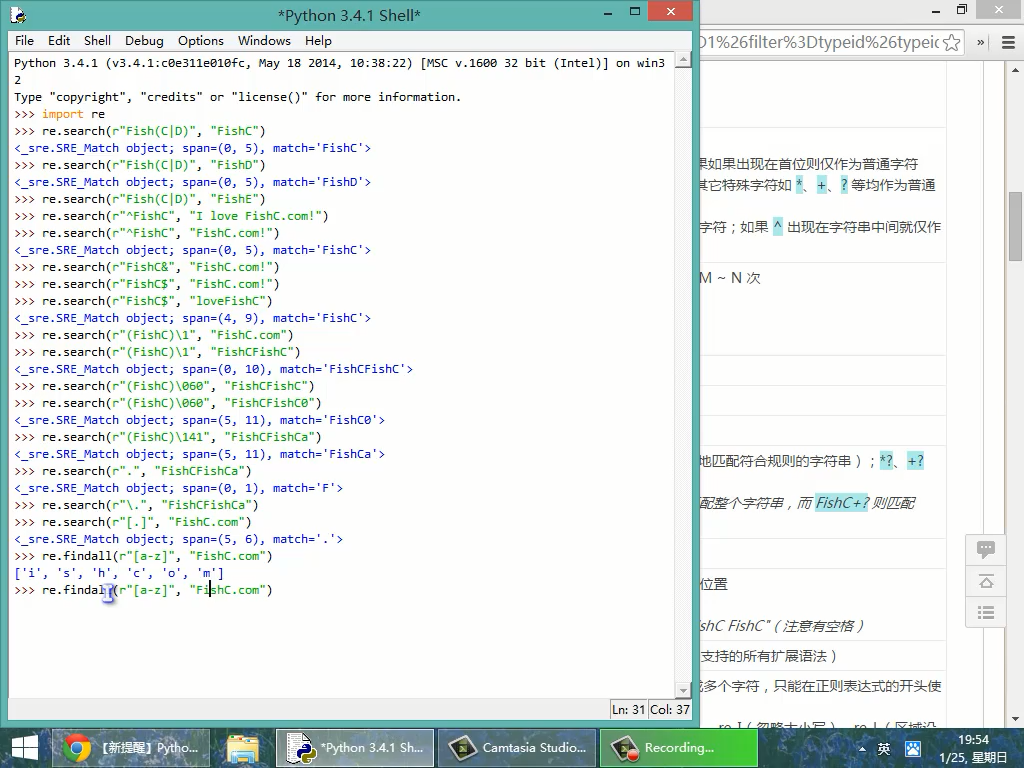 *Python 3.4.1 Shell*
File Edit Shell Debug Options Windows Help
Python 3.4.1 (v3.4.1:c0e311e010fc, May 18 2014, 10:38:22) [MSC v.1600 32 bit (Intel)] on win3
2
Type "copyright", "credits" or "license()" for more information.
>>> import re
>>> re.search(r"Fish(C|D)", "FishC")
<_sre.SRE_Match object; span=(0, 5), match='FishC'>
>>> re.search(r"Fish(C|D)", "FishD")
<_sre.SRE_Match object; span=(0, 5), match='FishD'>
>>> re.search(r"Fish(C|D)", "FishE")
>>> re.search(r"^FishC", "I love FishC.com!")
>>> re.search(r"^FishC", "FishC.com!")
<_sre.SRE_Match object; span=(0, 5), match='FishC'>
>>> re.search(r"FishC&", "FishC.com!")
>>> re.search(r"FishC$", "FishC.com!")
>>> re.search(r"FishC$", "loveFishC")
<_sre.SRE_Match object; span=(4, 9), match='FishC'>
>>> re.search(r"(FishC)\1", "FishC.com")
>>> re.search(r"(FishC)\1", "FishCFishC")
<_sre.SRE_Match object; span=(0, 10), match='FishCFishC'>
>>> re.search(r"(FishC)\060", "FishCFishC")
>>> re.search(r"(FishC)\060", "FishCFishC0")
<_sre.SRE_Match object; span=(5, 11), match='FishC0'>
>>> re.search(r"(FishC)\141", "FishCFishCa")
<_sre.SRE_Match object; span=(5, 11), match='FishCa'>
>>> re.search(r".", "FishCFishCa")
<_sre.SRE_Match object; span=(0, 1), match='F'>
>>> re.search(r"\.", "FishCFishCa")
>>> re.search(r"[.]", "FishC.com")
<_sre.SRE_Match object; span=(5, 6), match='.'>
>>> re.findall(r"[a-z]", "FishC.com")
['i', 's', 'h', 'c', 'o', 'm']
>>> re.findall(r"[a-z]", "FishC.com")
Ln: 31 Col: 37
D1%26filter%3Dtypeid%26typeid
»
果如果出现在首位则仅作为普通字符
其它特殊字符如 *、+、? 等均作为普通
字符；如果 ^ 出现在字符串中间就仅作
M ~ N 次
地匹配符合规则的字符串）；*?、+?
配整个字符串，而 FishC+? 则匹配
位置
shC FishC"（注意有空格）
支持的所有扩展语法）
多个字符，只能在正则表达式的开头使
re.I（忽略大小写）
【新提醒】Pytho...
*Python 3.4.1 Sh...
Camtasia Studio...
Recording...
英
19:54
1/25, 星期日